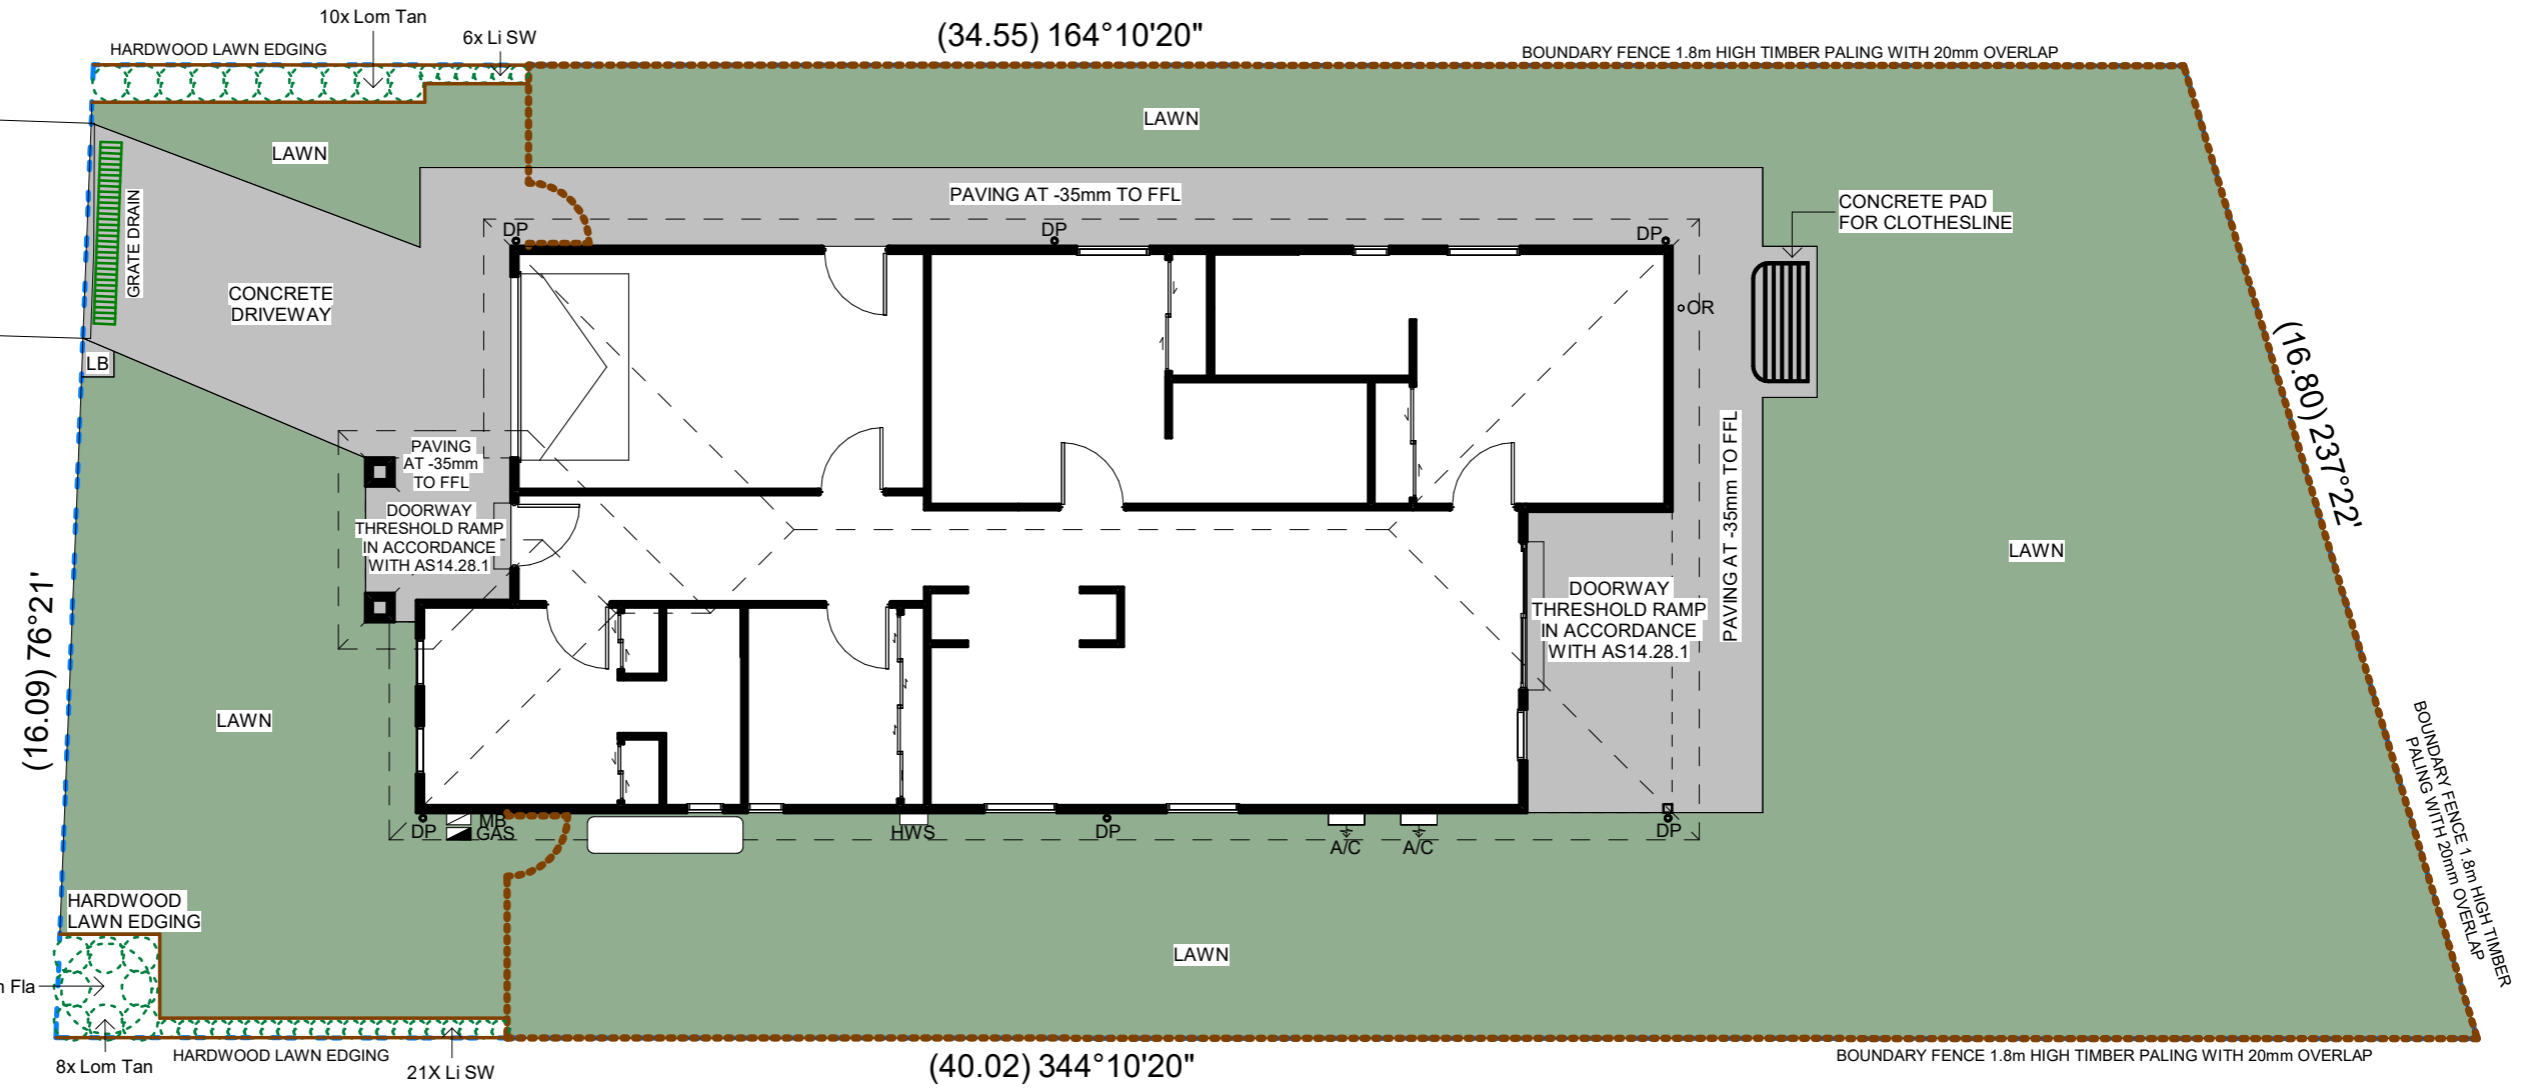 10x Lom Tan
6x Li SW
(34.55) 164°10'20"
HARDWOOD LAWN EDGING
BOUNDARY FENCE 1.8m HIGH TIMBER PALING WITH 20mm OVERLAP
LAWN
LAWN
PAVING AT -35mm TO FFL
CONCRETE PAD
FOR CLOTHESLINE
GRATE DRAIN
DP
DP
DP
CONCRETE
DRIVEWAY
OR
LB
(16.80) 237°22'
PAVING
AT -35mm
TO FFL
PAVING AT -35mm TO FFL
DOORWAY
THRESHOLD RAMP
IN ACCORDANCE
WITH AS14.28.1
LAWN
DOORWAY
THRESHOLD RAMP
IN ACCORDANCE
WITH AS14.28.1
(16.09) 76°21'
LAWN
BOUNDARY FENCE 1.8m HIGH TIMBER
PALING WITH 20mm OVERLAP
DP
MB
GAS
HWS
DP
A/C
A/C
DP
HARDWOOD
LAWN EDGING
LAWN
Fla
8x Lom Tan
HARDWOOD LAWN EDGING
21X Li SW
(40.02) 344°10'20"
BOUNDARY FENCE 1.8m HIGH TIMBER PALING WITH 20mm OVERLAP